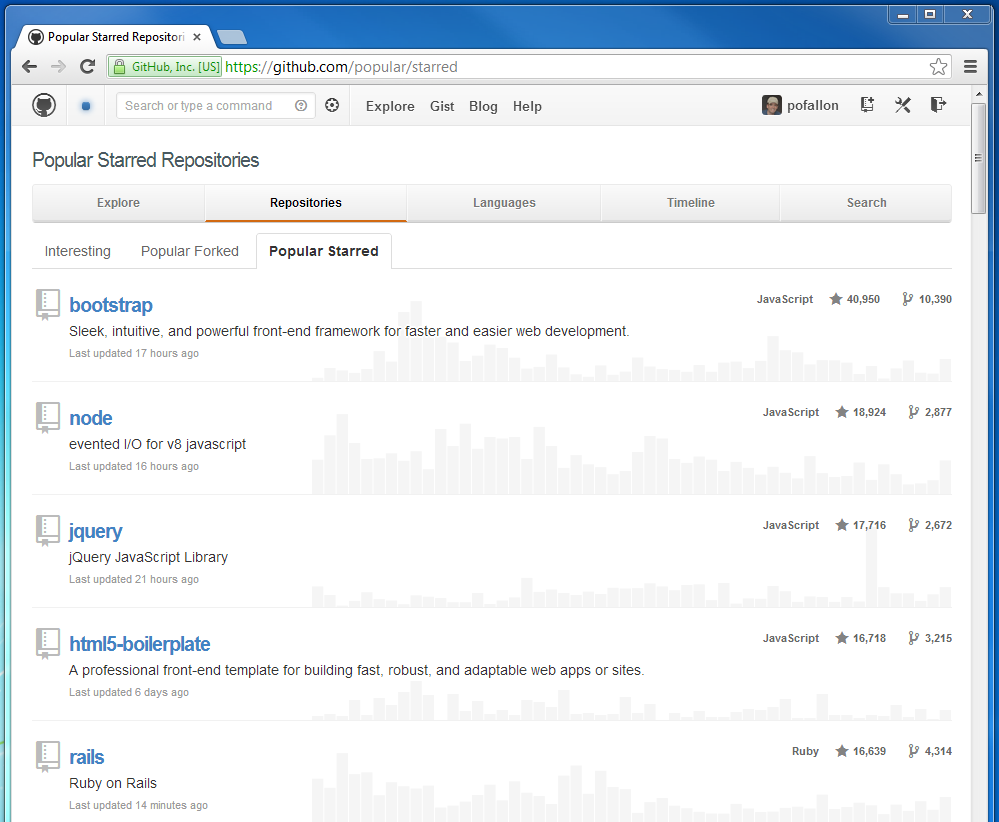 Popular Starred Repositori
GitHub, Inc. [US] https://github.com/popular/starred
Search or type a command Explore Gist Blog Help pofallon
Popular Starred Repositories
Explore Repositories Languages Timeline Search
Interesting Popular Forked Popular Starred
bootstrap JavaScript 40,950 10,390
Sleek, intuitive, and powerful front-end framework for faster and easier web development.
Last updated 17 hours ago
node JavaScript 18,924 2,877
evented I/O for v8 javascript
Last updated 16 hours ago
jquery JavaScript 17,716 2,672
jQuery JavaScript Library
Last updated 21 hours ago
html5-boilerplate JavaScript 16,718 3,215
A professional front-end template for building fast, robust, and adaptable web apps or sites.
Last updated 6 days ago
rails Ruby 16,639 4,314
Ruby on Rails
Last updated 14 minutes ago